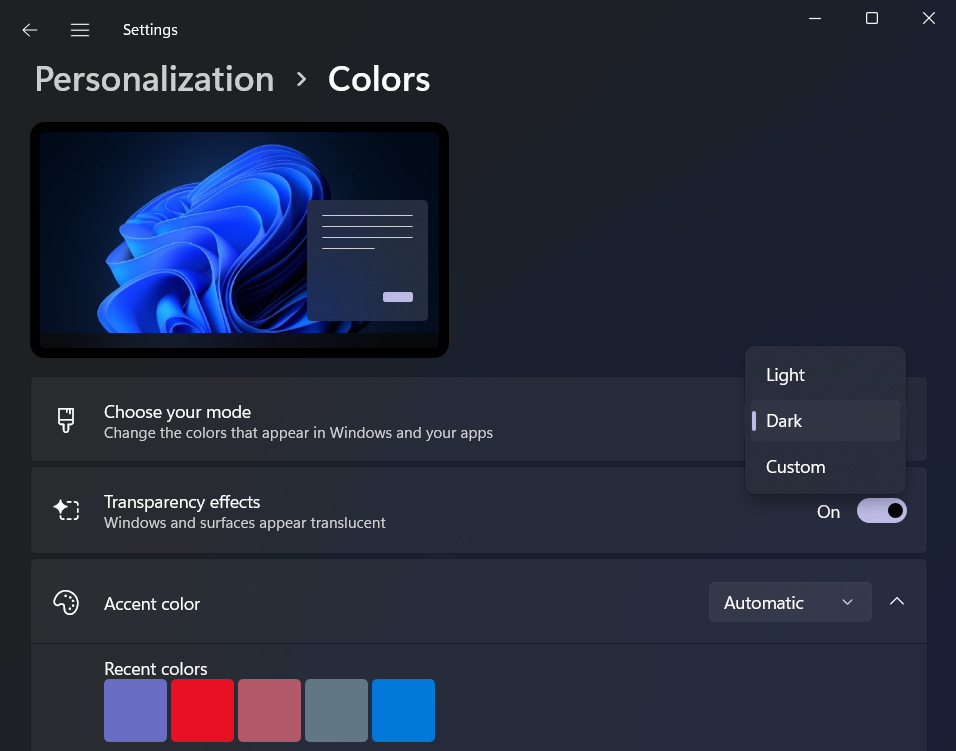 Settings
Personalization > Colors
Choose your mode
Change the colors that appear in Windows and your apps
Light
Dark
Custom
Transparency effects
Windows and surfaces appear translucent
On
Accent color
Automatic
Recent colors